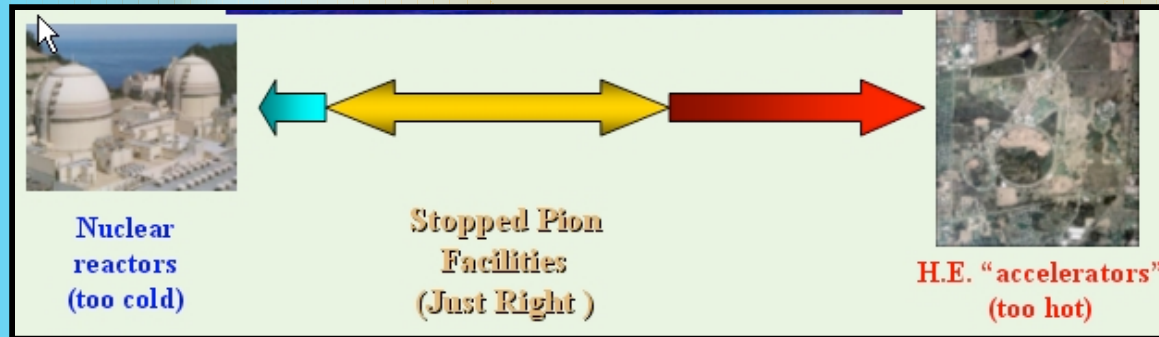 Nuclear
reactors
(too cold)
Stopped Pion
Facilities
(Just Right )
H.E. “accelerators”
(too hot)